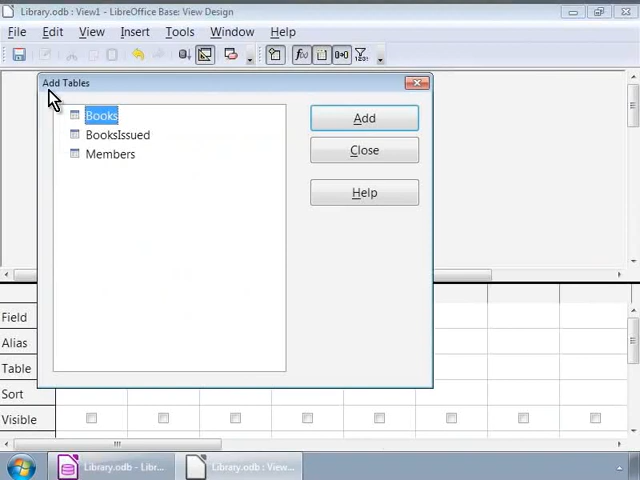 Library.odb : View1 - LibreOffice Base: View Design
File Edit View Insert Tools Window Help
Add Tables
Books
BooksIssued
Members
Add
Close
Help
Field
Alias
Table
Sort
Visible
Library.odb - Libr...
Library.odb : View...